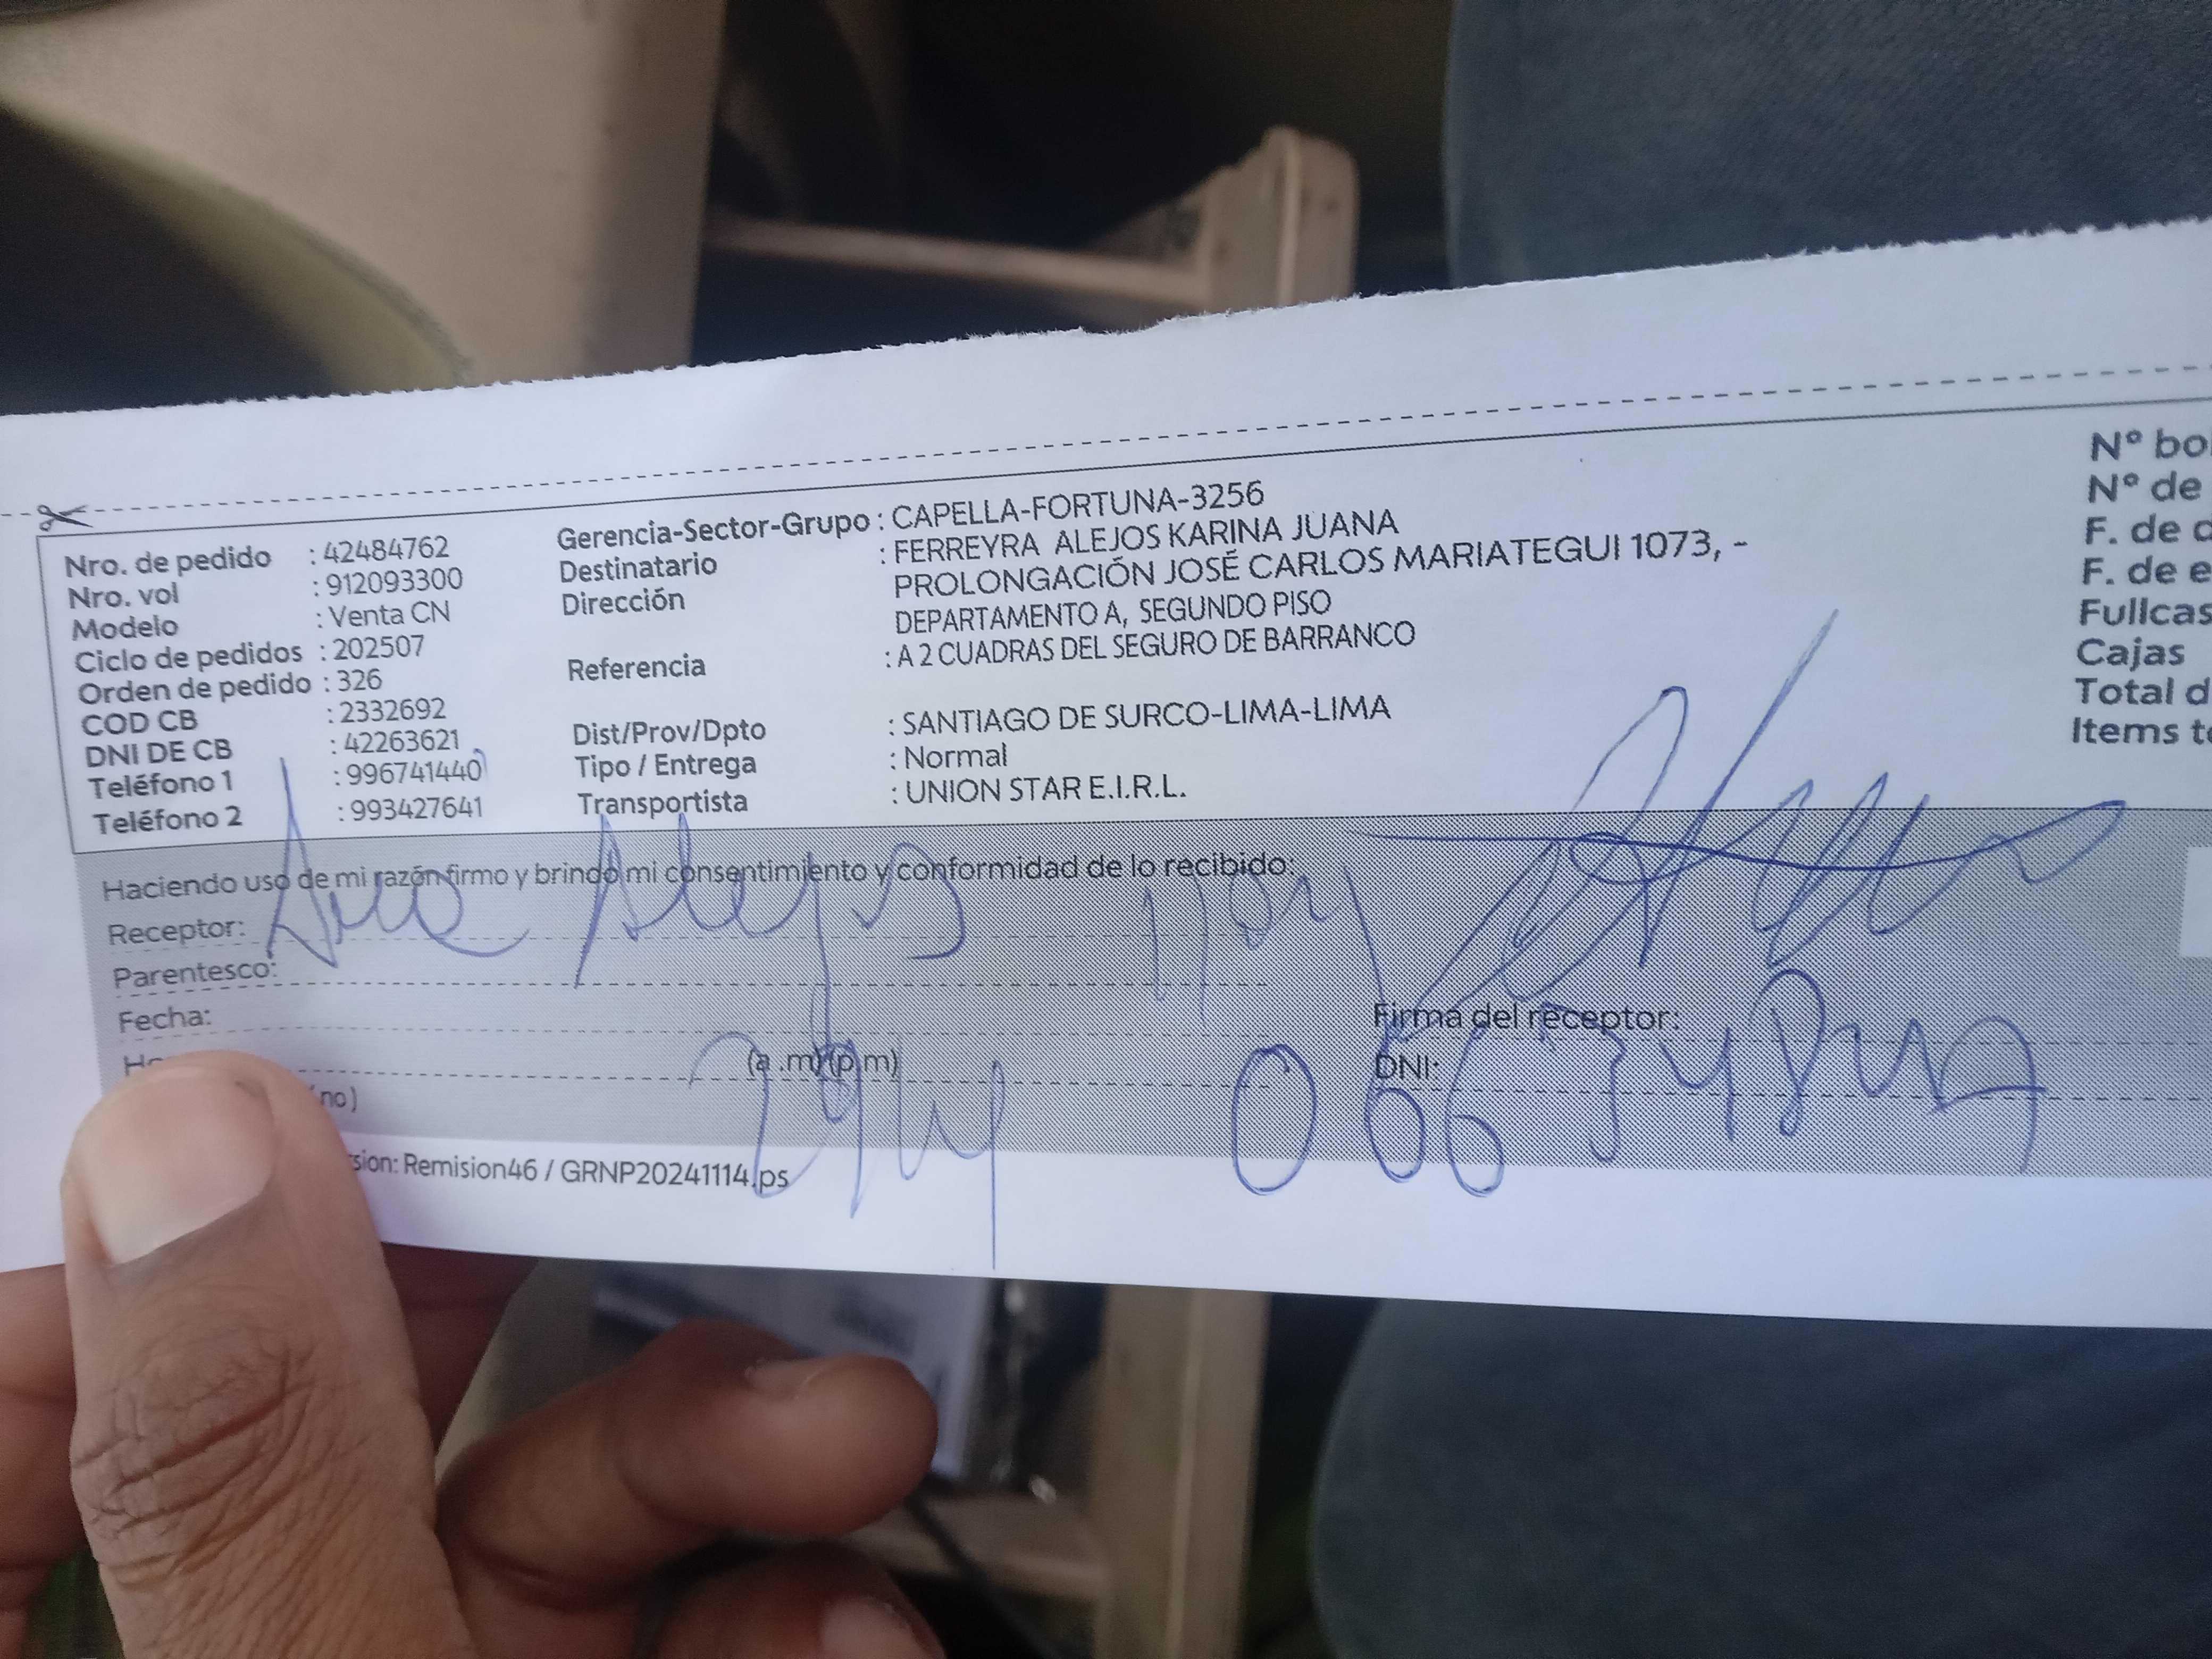 Nro. de pedido : 42484762
Nro. vol : 912093300
Modelo : Venta CN
Ciclo de pedidos : 202507
Orden de pedido : 326
COD CB : 2332692
DNI DE CB : 42263621
Teléfono 1 : 996741440
Teléfono 2 : 993427641
Gerencia-Sector-Grupo : CAPELLA-FORTUNA-3256
Destinatario : FERREYRA ALEJOS KARINA JUANA
Dirección PROLONGACIÓN JOSÉ CARLOS MARIATEGUI 1073, -
DEPARTAMENTO A, SEGUNDO PISO
Referencia : A 2 CUADRAS DEL SEGURO DE BARRANCO
Dist/Prov/Dpto : SANTIAGO DE SURCO-LIMA-LIMA
Tipo / Entrega : Normal
Transportista : UNION STAR E.I.R.L.
Nº bol
Nº de
F. de d
F. de e
Fullcas
Cajas
Total d
Items to
Haciendo uso de mi razón firmo y brindo mi consentimiento y conformidad de lo recibido:
Receptor: Alejos
Parentesco:
Fecha:
(a .m) (p.m)
no)
Firma del receptor:
DNI:
sion: Remision46 / GRNP20241114.ps